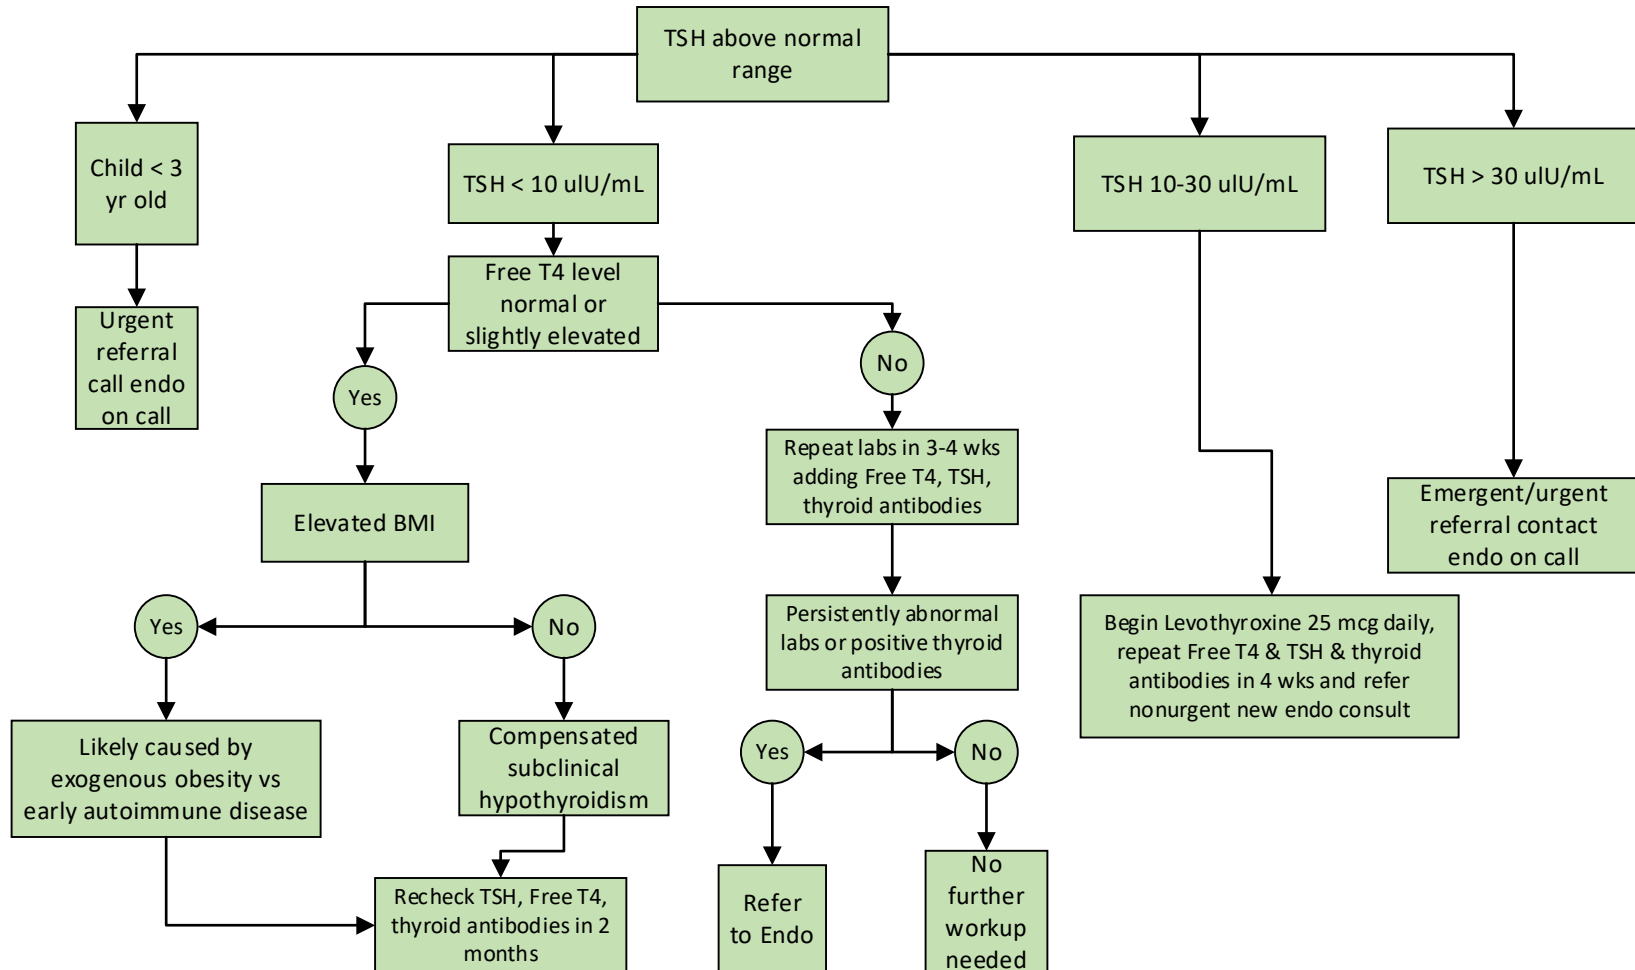 TSH above normal
range
Child < 3
yr old
TSH < 10 ulU/mL
TSH 10-30 ulU/mL
TSH > 30 ulU/mL
Urgent
referral
call endo
on call
Free T4 level
normal or
slightly elevated
Yes
No
Elevated BMI
Repeat labs in 3-4 wks
adding Free T4, TSH,
thyroid antibodies
Emergent/urgent
referral contact
endo on call
Yes
No
Persistently abnormal
labs or positive thyroid
antibodies
Begin Levothyroxine 25 mcg daily,
repeat Free T4 & TSH & thyroid
antibodies in 4 wks and refer
nonurgent new endo consult
Likely caused by
exogenous obesity vs
early autoimmune disease
Compensated
subclinical
hypothyroidism
Yes
No
Recheck TSH, Free T4,
thyroid antibodies in 2
months
Refer
to Endo
No
further
workup
needed